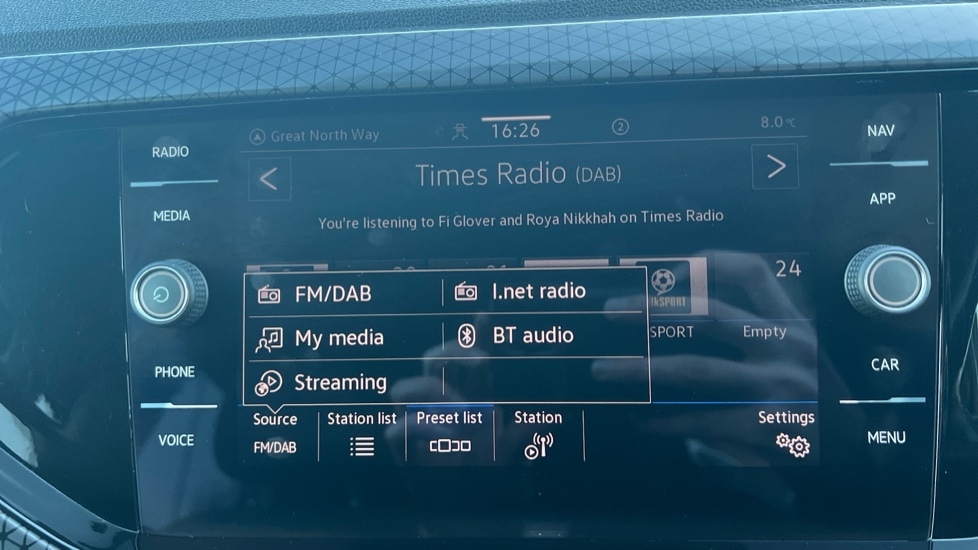 RADIO
MEDIA
PHONE
VOICE
Great North Way
16:26
2
8.0°C
<
Times Radio (DAB)
>
You're listening to Fi Glover and Roya Nikkhah on Times Radio
24
FM/DAB
I.net radio
My media
BT audio
Streaming
SPORT
SPORT
Empty
Source
FM/DAB
Station list
Preset list
Station
Settings
NAV
APP
CAR
MENU